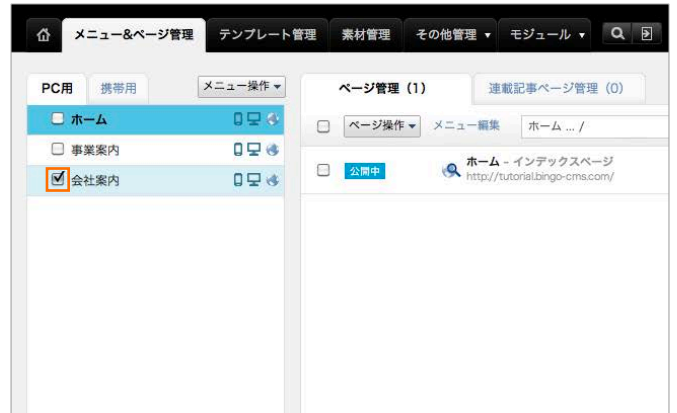 メニュー&ページ管理 テンプレート管理 素材管理 その他管理 ▼ モジュール ▼
PC用 携帯用 メニュー操作▼ ページ管理 (1) 連載記事ページ管理 (0)
ホーム
ページ操作▼ メニュー編集 ホーム ... /
事業案内
公開中 ホーム - インデックスページ
http://tutorial.bingo-cms.com/
会社案内